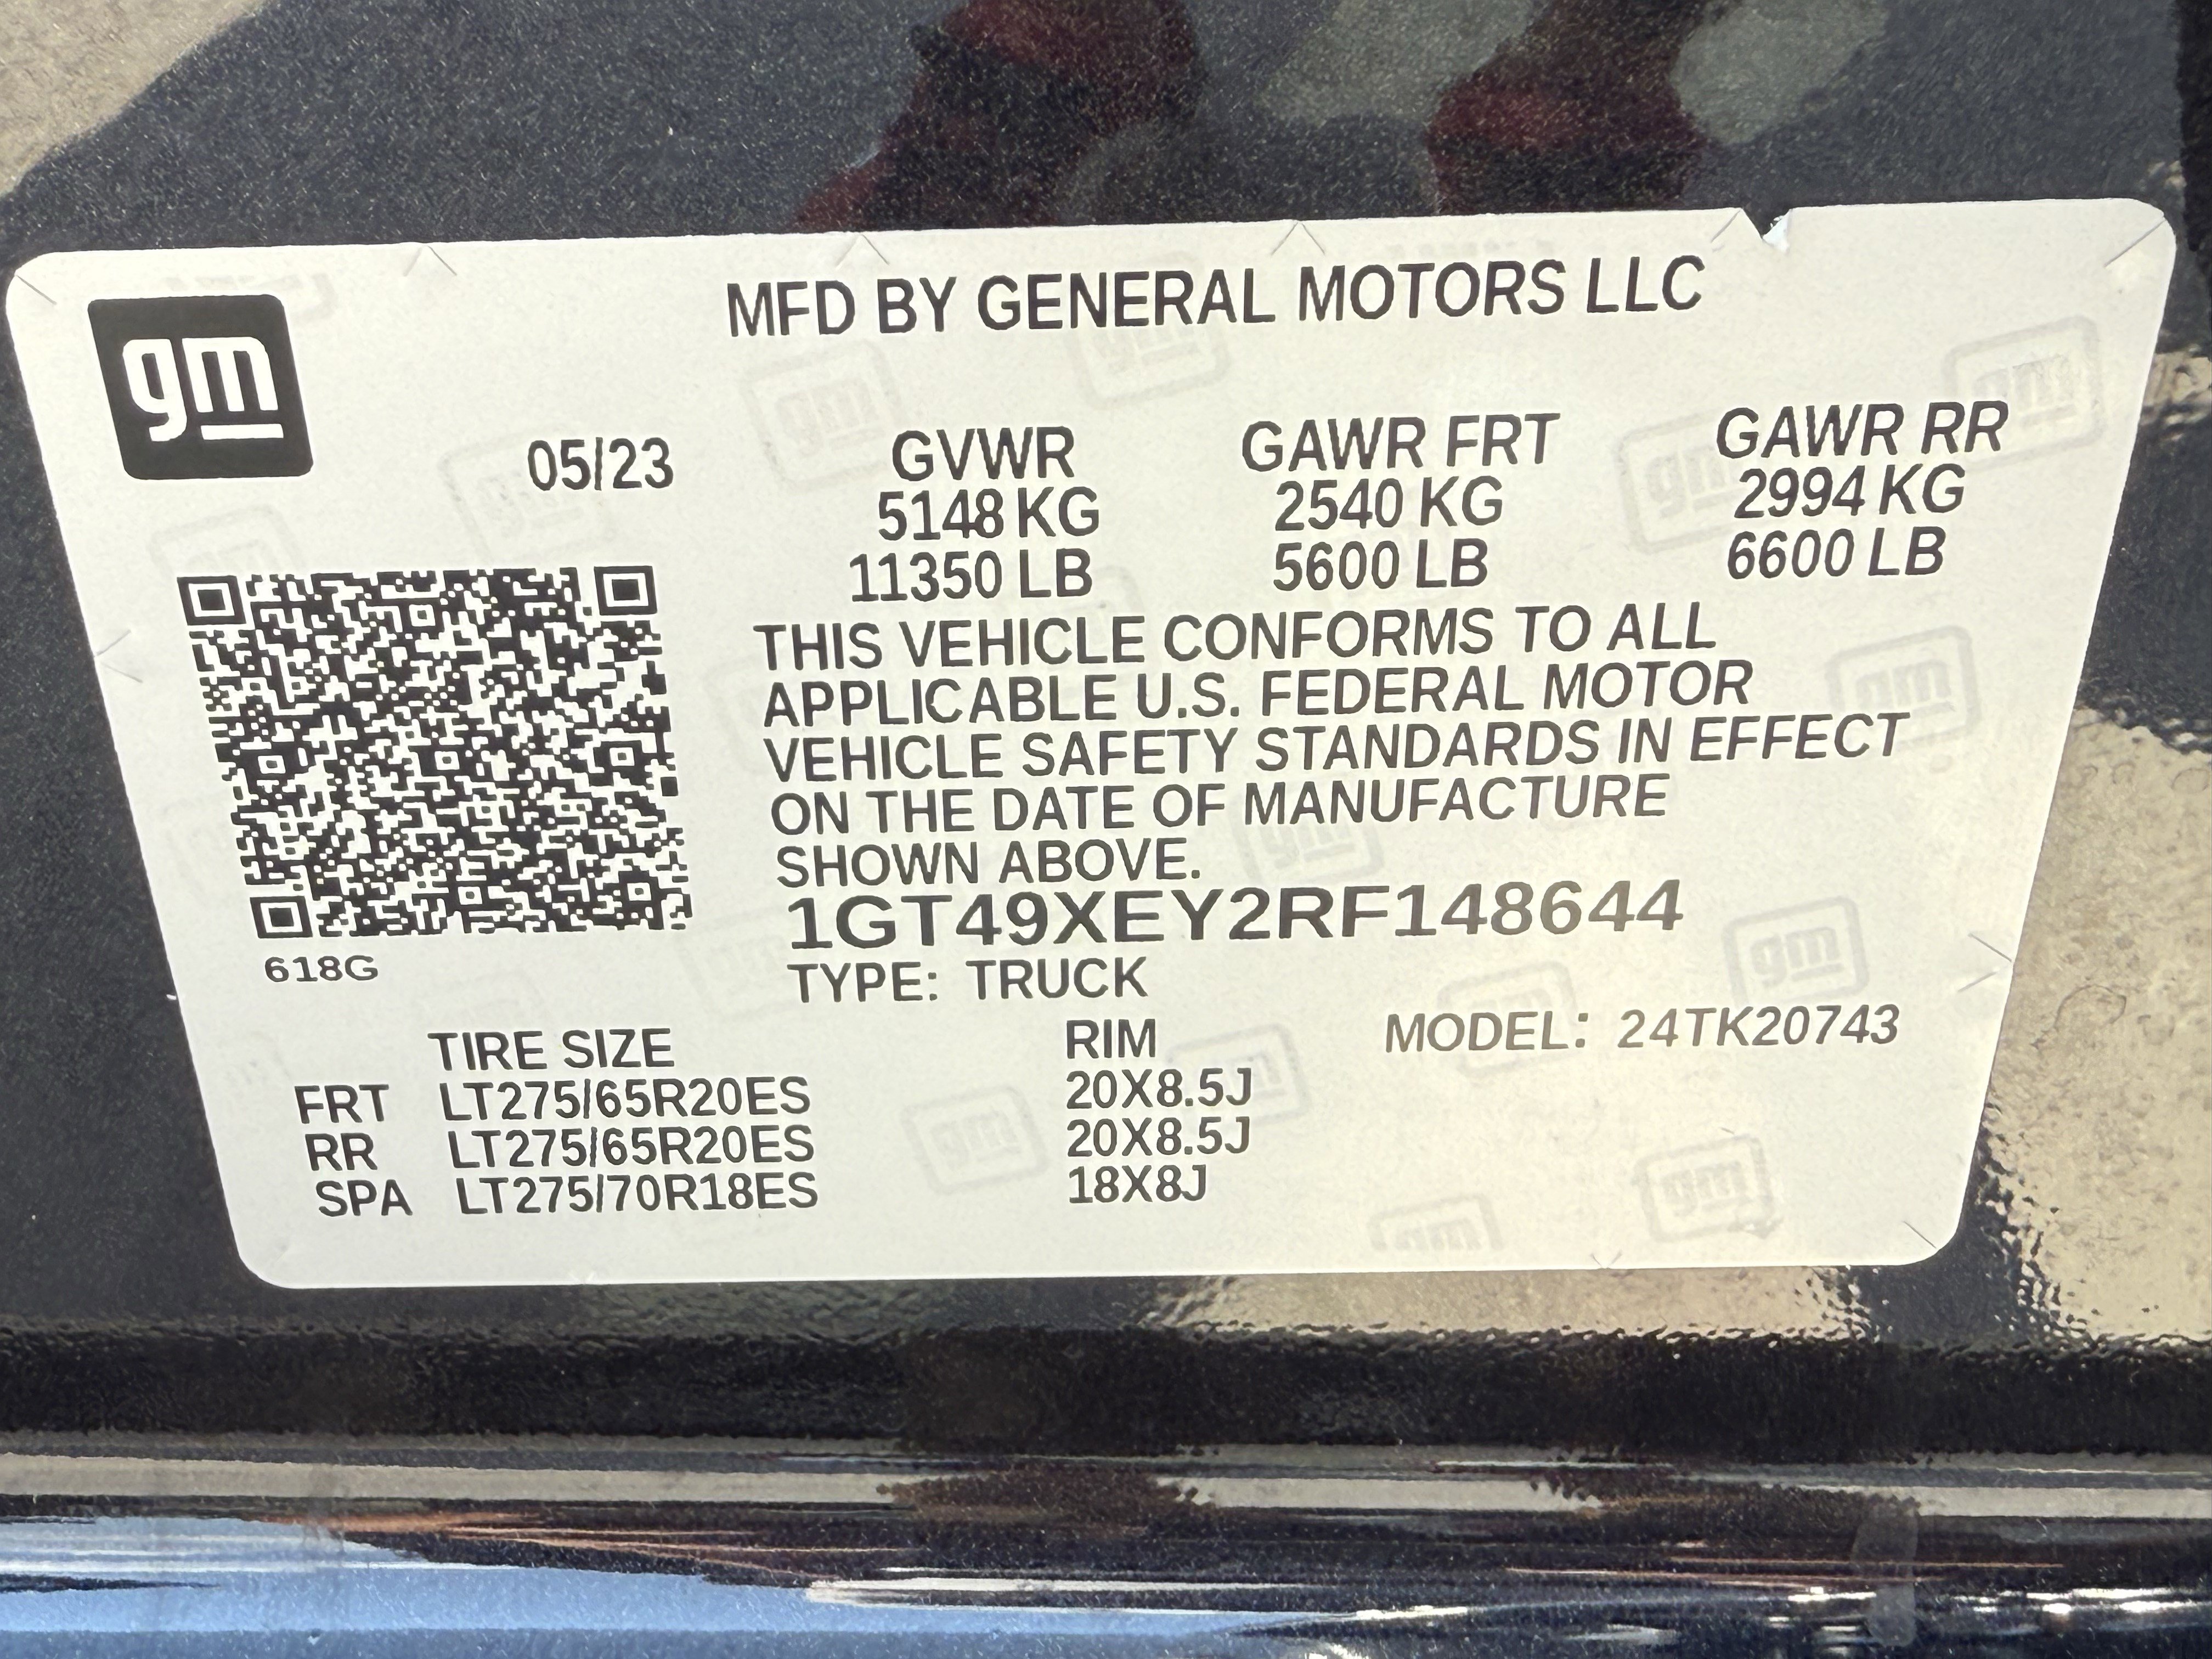 MFD BY GENERAL MOTORS LLC
gm
05/23 GVWR GAWR FRT GAWR RR
5148 KG 2540 KG 2994 KG
11350 LB 5600 LB 6600 LB
THIS VEHICLE CONFORMS TO ALL
APPLICABLE U.S. FEDERAL MOTOR
VEHICLE SAFETY STANDARDS IN EFFECT
ON THE DATE OF MANUFACTURE
SHOWN ABOVE.
1GT49XEY2RF148644
618G
TYPE: TRUCK
TIRE SIZE RIM MODEL: 24TK20743
FRT LT275/65R20ES 20X8.5J
RR LT275/65R20ES 20X8.5J
SPA LT275/70R18ES 18X8J